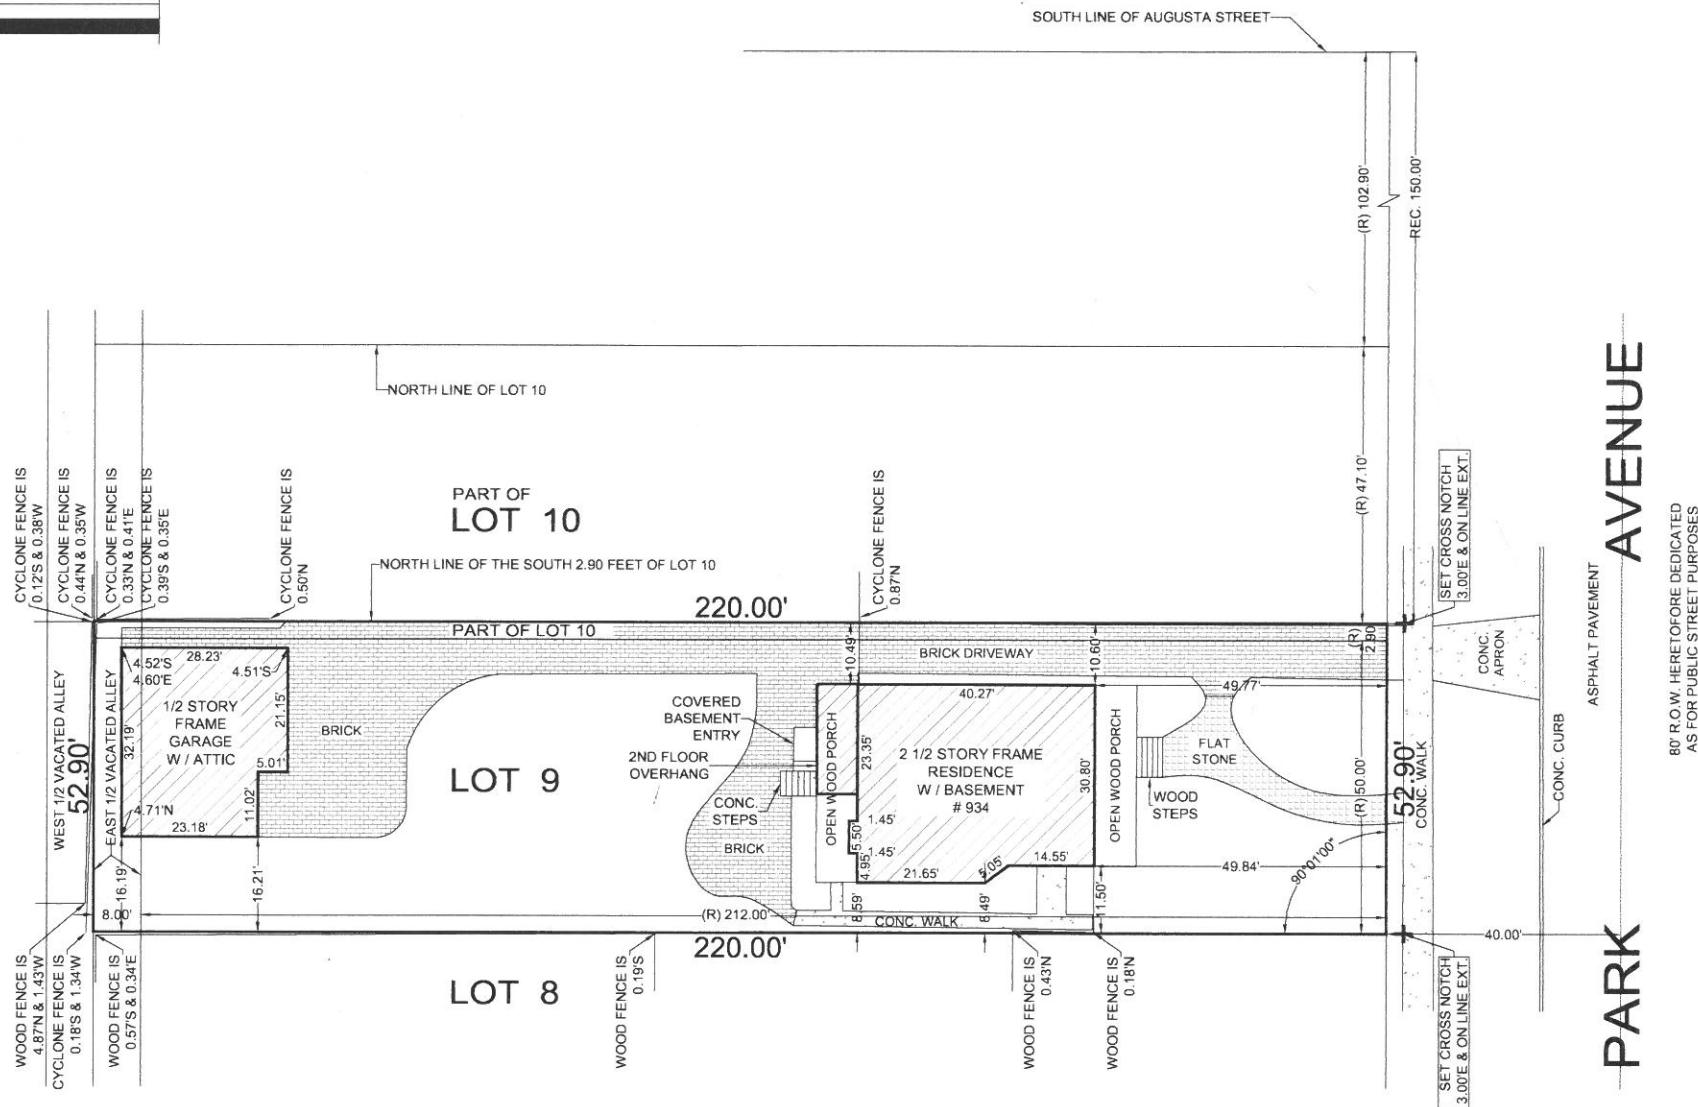 SOUTH LINE OF AUGUSTA STREET
(R) 102.90'
REC. 150.00'
NORTH LINE OF LOT 10
(R) 47.10'
CYCLONE FENCE IS
0.12'S & 0.38'W
CYCLONE FENCE IS
0.44'N & 0.35'W
CYCLONE FENCE IS
0.33'N & 0.41'E
CYCLONE FENCE IS
0.39'S & 0.35'E
CYCLONE FENCE IS
0.50'N
PART OF
LOT 10
NORTH LINE OF THE SOUTH 2.90 FEET OF LOT 10
CYCLONE FENCE IS
0.87'N
SET CROSS NOTCH
3.00'E & ON LINE EXT.
220.00'
PART OF LOT 10
(R)
2.90
10.49'
BRICK DRIVEWAY
10.60'
CONC.
APRON
ASPHALT PAVEMENT
PARK AVENUE
80' R.O.W. HERETOFORE DEDICATED
AS FOR PUBLIC STREET PURPOSES
WEST 1/2 VACATED ALLEY
52.90'
EAST 1/2 VACATED ALLEY
4.52'S
4.60'E
28.23'
4.51'S
1/2 STORY
FRAME
GARAGE
W / ATTIC
32.19'
21.15'
5.01'
11.02'
4.71'N
23.18'
16.19'
16.21'
BRICK
LOT 9
COVERED
BASEMENT
ENTRY
2ND FLOOR
OVERHANG
CONC.
STEPS
BRICK
OPEN WOOD PORCH
40.27'
23.35'
2 1/2 STORY FRAME
RESIDENCE
W / BASEMENT
# 934
30.80'
1.45'
5.50'
1.45'
4.95'
21.65'
5.05'
14.55'
OPEN WOOD PORCH
WOOD
STEPS
49.77'
FLAT
STONE
(R) 50.00'
52.90'
CONC. WALK
CONC. CURB
49.84'
90°01'00"
8.00'
(R) 212.00'
8.59'
CONC. WALK
8.49'
11.50'
220.00'
40.00'
LOT 8
WOOD FENCE IS
4.87'N & 1.43'W
CYCLONE FENCE IS
0.18'S & 1.34'W
WOOD FENCE IS
0.57'S & 0.34'E
WOOD FENCE IS
0.19'S
WOOD FENCE IS
0.43'N
WOOD FENCE IS
0.18'N
SET CROSS NOTCH
3.00'E & ON LINE EXT.